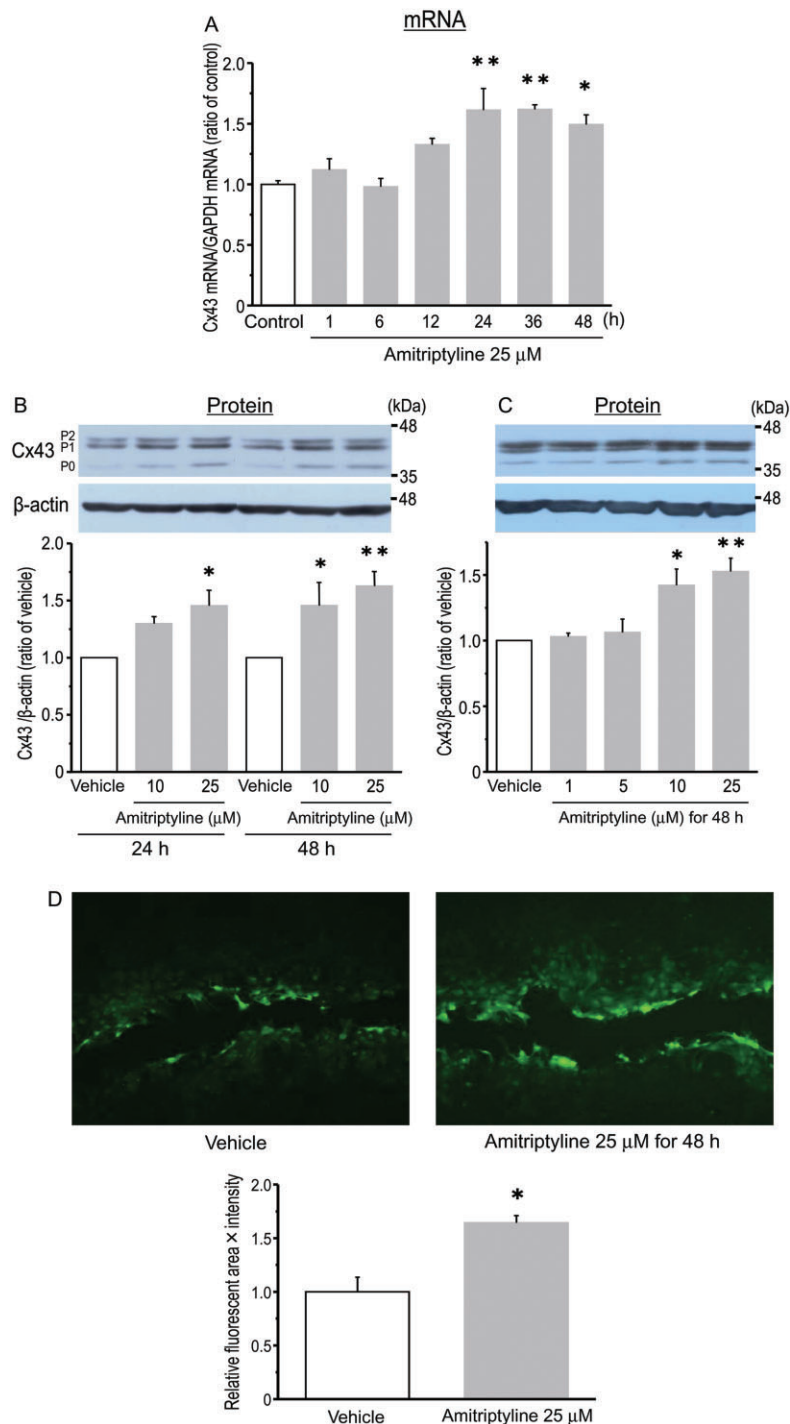 A
mRNA
Cx43 mRNA/GAPDH mRNA (ratio of control)
2.0
1.5
1.0
0.5
0
** ** *
Control 1 6 12 24 36 48 (h)
Amitriptyline 25 μM
B
Protein
(kDa)
Cx43
P2
P1
P0
48
35
β-actin
48
Cx43 /β-actin (ratio of vehicle)
2.0
1.5
1.0
0.5
0
* * **
Vehicle 10 25 Vehicle 10 25
Amitriptyline (μM) Amitriptyline (μM)
24 h 48 h
C
Protein
(kDa)
48
35
48
Cx43/β-actin (ratio of vehicle)
2.0
1.5
1.0
0.5
0
* **
Vehicle 1 5 10 25
Amitriptyline (μM) for 48 h
D
Vehicle Amitriptyline 25 μM for 48 h
Relative fluorescent area × intensity
2.0
1.5
1.0
0.5
0
*
Vehicle Amitriptyline 25 μM